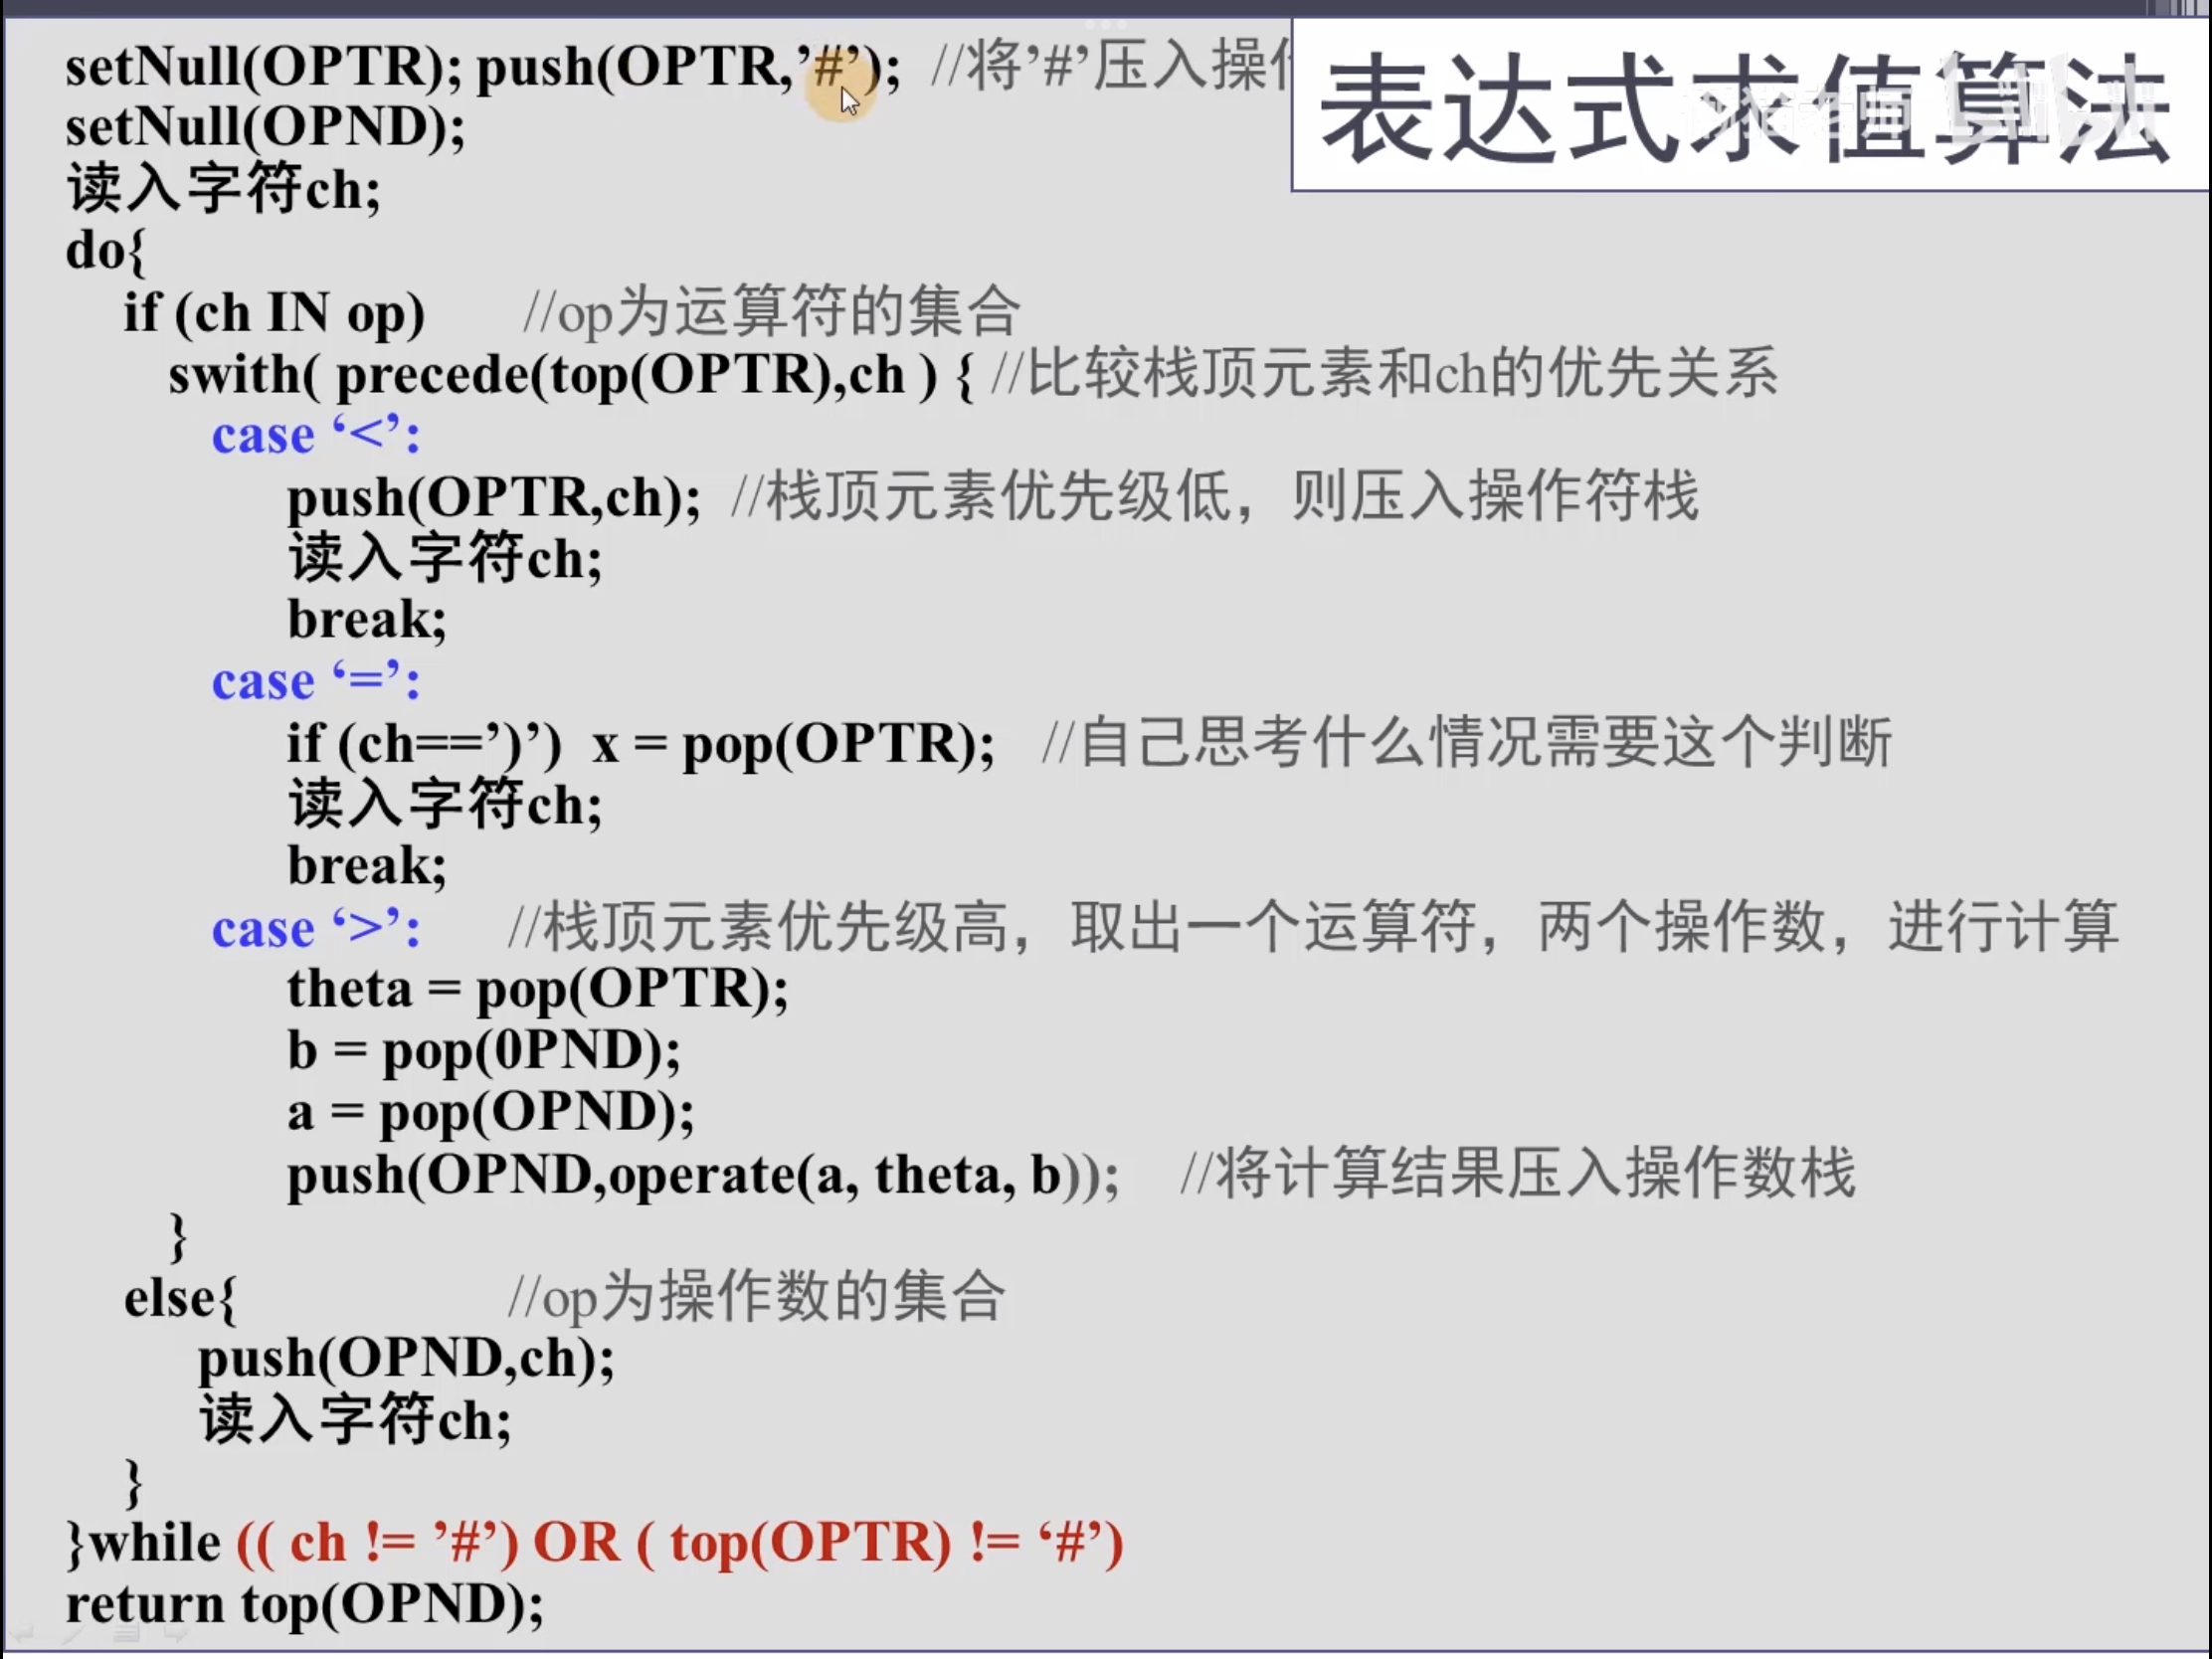 setNull(OPTR); push(OPTR,’#’); //将’#’压入操作
表达式求值算法
setNull(OPND);
读入字符ch;
do{
if (ch IN op) //op为运算符的集合
swith( precede(top(OPTR),ch ) { //比较栈顶元素和ch的优先关系
case ‘<’:
push(OPTR,ch); //栈顶元素优先级低，则压入操作符栈
读入字符ch;
break;
case ‘=’:
if (ch==’)’) x = pop(OPTR); //自己思考什么情况需要这个判断
读入字符ch;
break;
case ‘>’: //栈顶元素优先级高，取出一个运算符，两个操作数，进行计算
theta = pop(OPTR);
b = pop(0PND);
a = pop(OPND);
push(OPND,operate(a, theta, b)); //将计算结果压入操作数栈
}
else{ //op为操作数的集合
push(OPND,ch);
读入字符ch;
}
}while (( ch != ’#’) OR ( top(OPTR) != ‘#’)
return top(OPND);